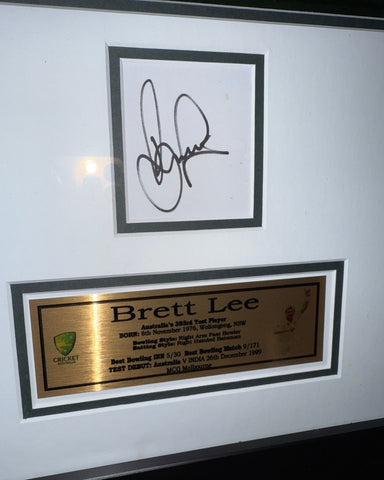 Brett Lee
Australia's 383rd Test Player
BORN: 8th November 1976, Wollongong, NSW
Bowling Style: Right Arm Fast Bowler
Batting Style: Right Handed Batsman
Best Bowling INN 5/30 Best Bowling Match 9/171
TEST DEBUT: Australia V INDIA 26th December 1999
MCG Melbourne
CRICKET